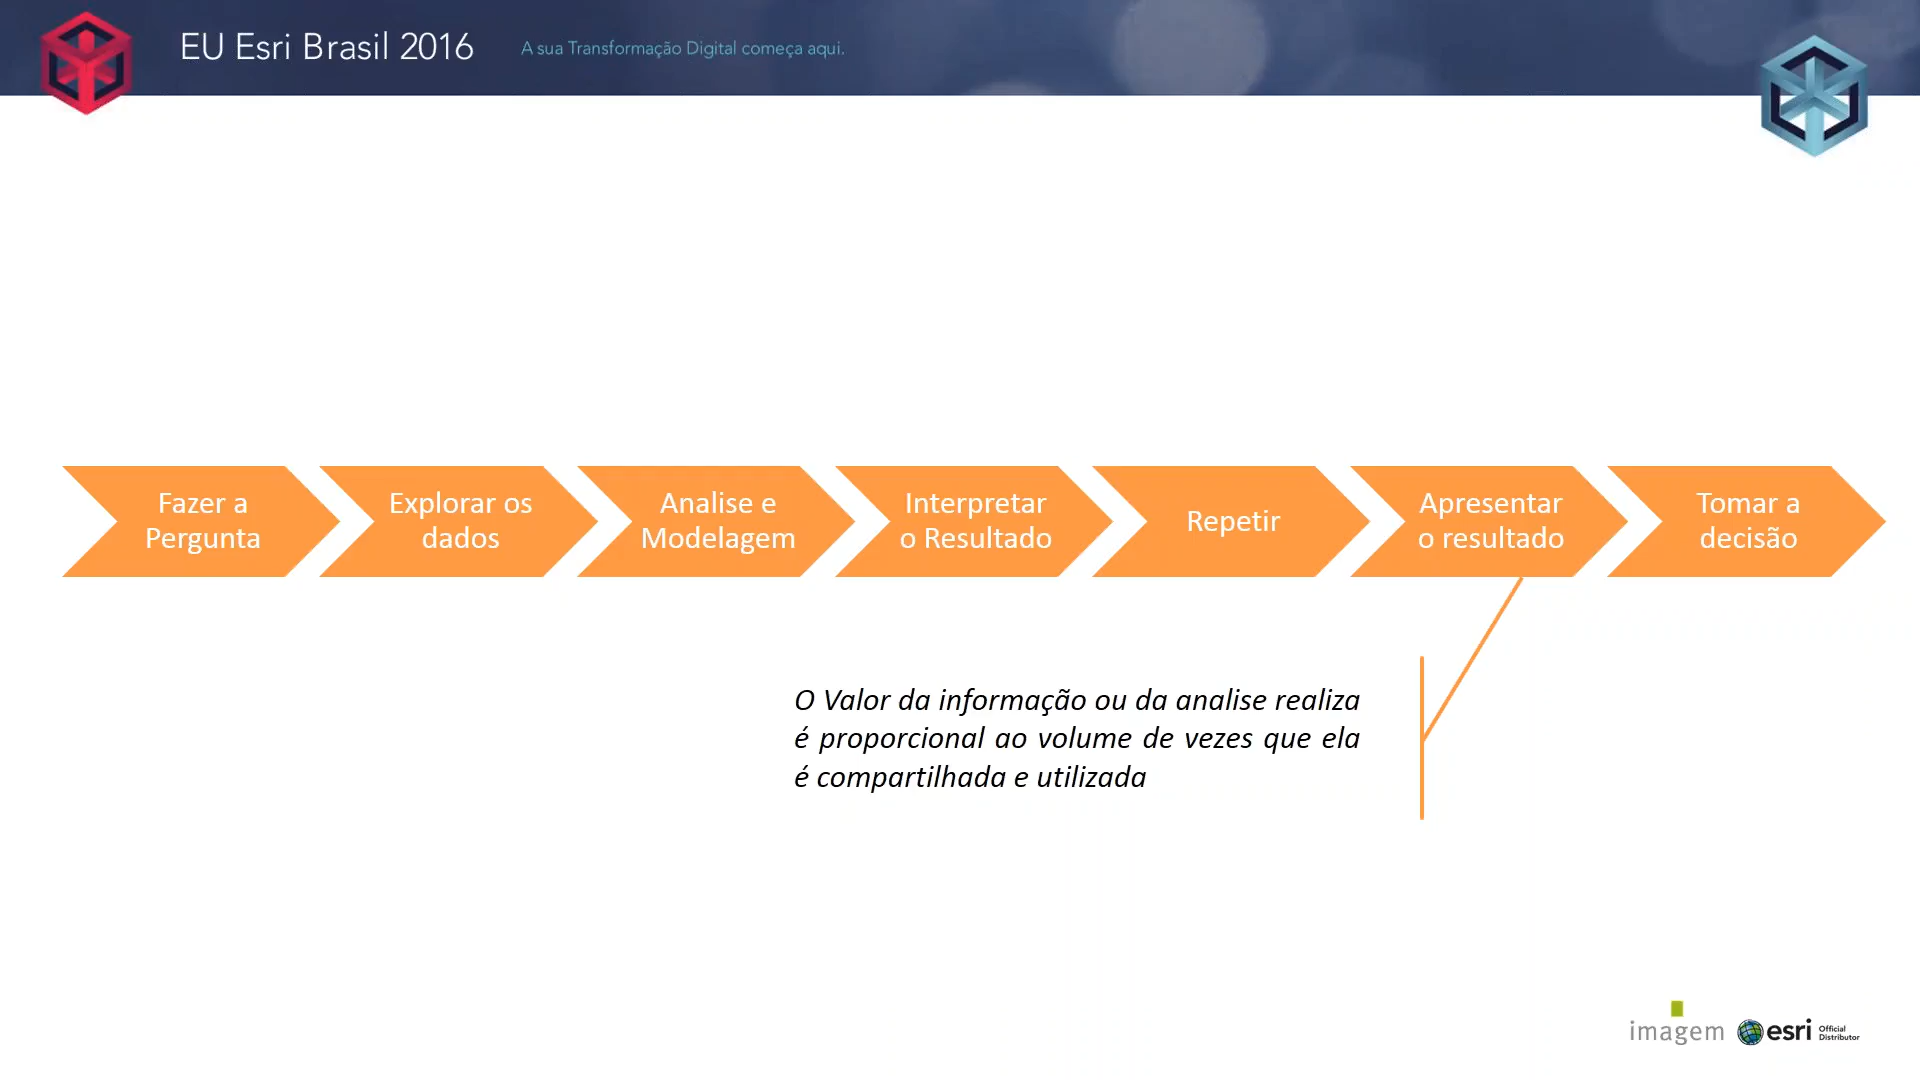 EU Esri Brasil 2016
A sua Transformação Digital começa aqui.
Fazer a
Pergunta
Explorar os
dados
Analise e
Modelagem
Interpretar
o Resultado
Repetir
Apresentar
o resultado
Tomar a
decisão
O Valor da informação ou da analise realiza
é proporcional ao volume de vezes que ela
é compartilhada e utilizada
imagem
esri
Official
Distributor